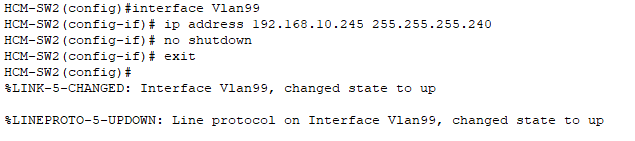 HCM-SW2(config)#interface Vlan99
HCM-SW2(config-if)# ip address 192.168.10.245 255.255.255.240
HCM-SW2(config-if)# no shutdown
HCM-SW2(config-if)# exit
HCM-SW2(config)#
%LINK-5-CHANGED: Interface Vlan99, changed state to up

%LINEPROTO-5-UPDOWN: Line protocol on Interface Vlan99, changed state to up